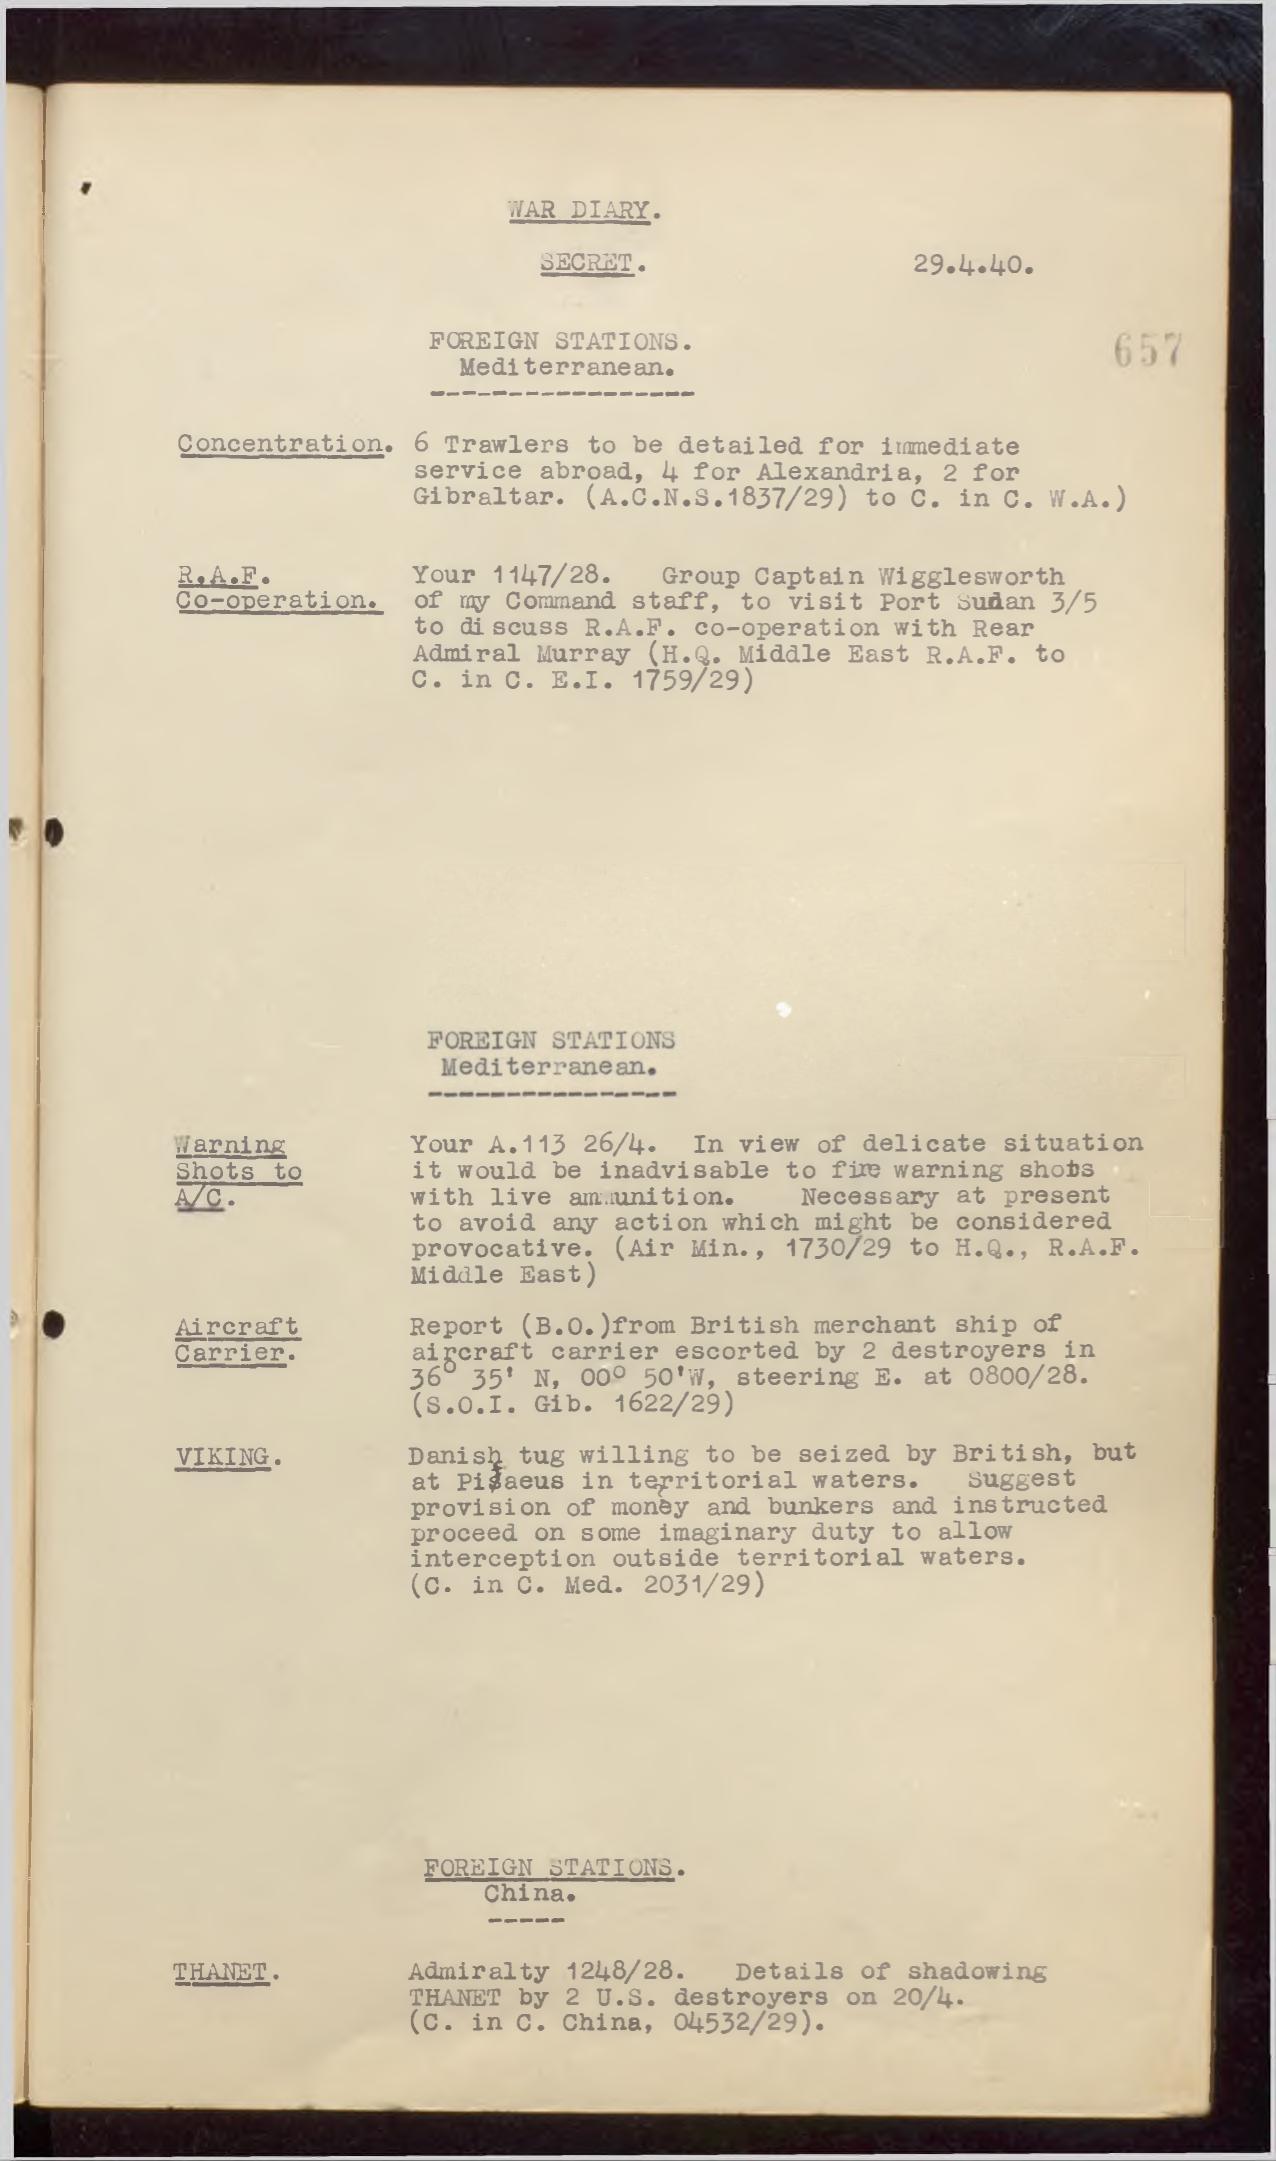 WAR DIARY.
SECRET.
29.4.40.
FOREIGN STATIONS.
657
Mediterranean.
-----------------
Concentration. 6 Trawlers to be detailed for immediate
service abroad, 4 for Alexandria, 2 for
Gibraltar. (A.C.N.S.1837/29) to C. in C. W.A.)
R.A.F. Your 1147/28. Group Captain Wigglesworth
Co-operation. of my Command staff, to visit Port Sudan 3/5
to discuss R.A.F. co-operation with Rear
Admiral Murray (H.Q. Middle East R.A.F. to
C. in C. E.I. 1759/29)
FOREIGN STATIONS
Mediterranean.
----------------
Warning Your A.113 26/4. In view of delicate situation
Shots to it would be inadvisable to fire warning shots
A/C. with live ammunition. Necessary at present
to avoid any action which might be considered
provocative. (Air Min., 1730/29 to H.Q., R.A.F.
Middle East)
Aircraft Report (B.O.)from British merchant ship of
Carrier. aircraft carrier escorted by 2 destroyers in
36° 35' N, 00° 50'W, steering E. at 0800/28.
(S.O.I. Gib. 1622/29)
VIKING. Danish tug willing to be seized by British, but
at Piraeus in territorial waters. Suggest
provision of money and bunkers and instructed
proceed on some imaginary duty to allow
interception outside territorial waters.
(C. in C. Med. 2031/29)
FOREIGN STATIONS.
China.
-----
THANET. Admiralty 1248/28. Details of shadowing
THANET by 2 U.S. destroyers on 20/4.
(C. in C. China, 04532/29).